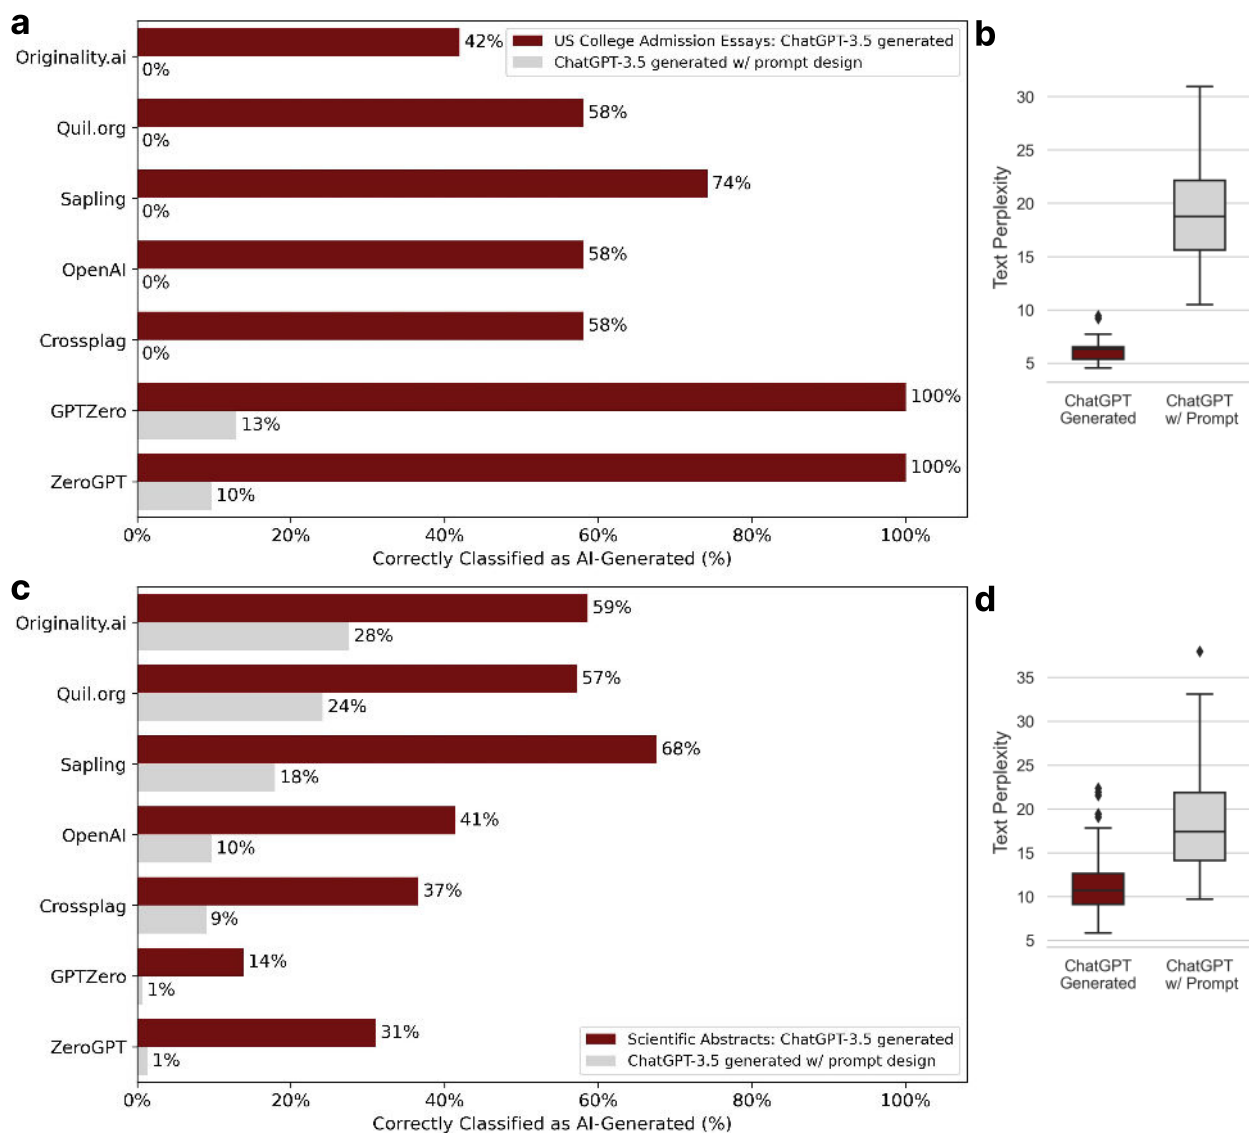 a
Originality.ai
42%
0%
US College Admission Essays: ChatGPT-3.5 generated
ChatGPT-3.5 generated w/ prompt design
Quil.org
58%
0%
Sapling
74%
0%
OpenAI
58%
0%
Crossplag
58%
0%
GPTZero
100%
13%
ZeroGPT
100%
10%
0%
20%
40%
60%
80%
100%
Correctly Classified as AI-Generated (%)
b
Text Perplexity
30
25
20
15
10
5
ChatGPT
Generated
ChatGPT
w/ Prompt
c
Originality.ai
59%
28%
Quil.org
57%
24%
Sapling
68%
18%
OpenAI
41%
10%
Crossplag
37%
9%
GPTZero
14%
1%
ZeroGPT
31%
1%
Scientific Abstracts: ChatGPT-3.5 generated
ChatGPT-3.5 generated w/ prompt design
0%
20%
40%
60%
80%
100%
Correctly Classified as AI-Generated (%)
d
Text Perplexity
35
30
25
20
15
10
5
ChatGPT
Generated
ChatGPT
w/ Prompt